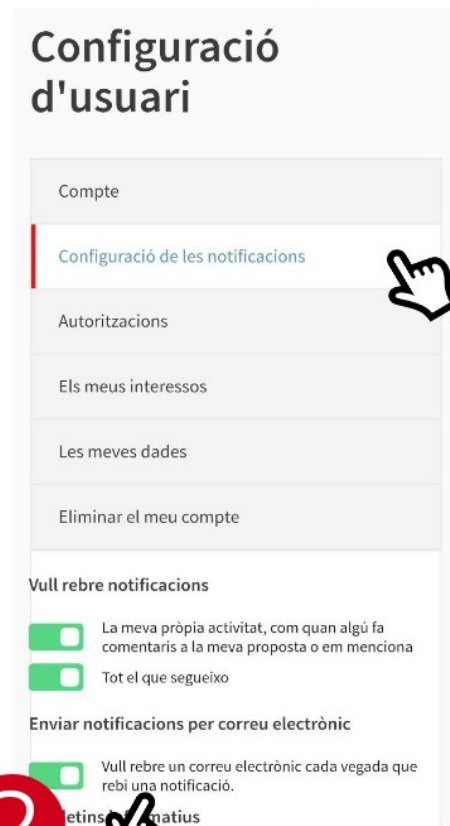 Configuració
d'usuari
Compte
Configuració de les notificacions
Autoritzacions
Els meus interessos
Les meves dades
Eliminar el meu compte
Vull rebre notificacions
La meva pròpia activitat, com quan algú fa
comentaris a la meva proposta o em menciona
Tot el que segueixo
Enviar notificacions per correu electrònic
Vull rebre un correu electrònic cada vegada que
rebi una notificació.